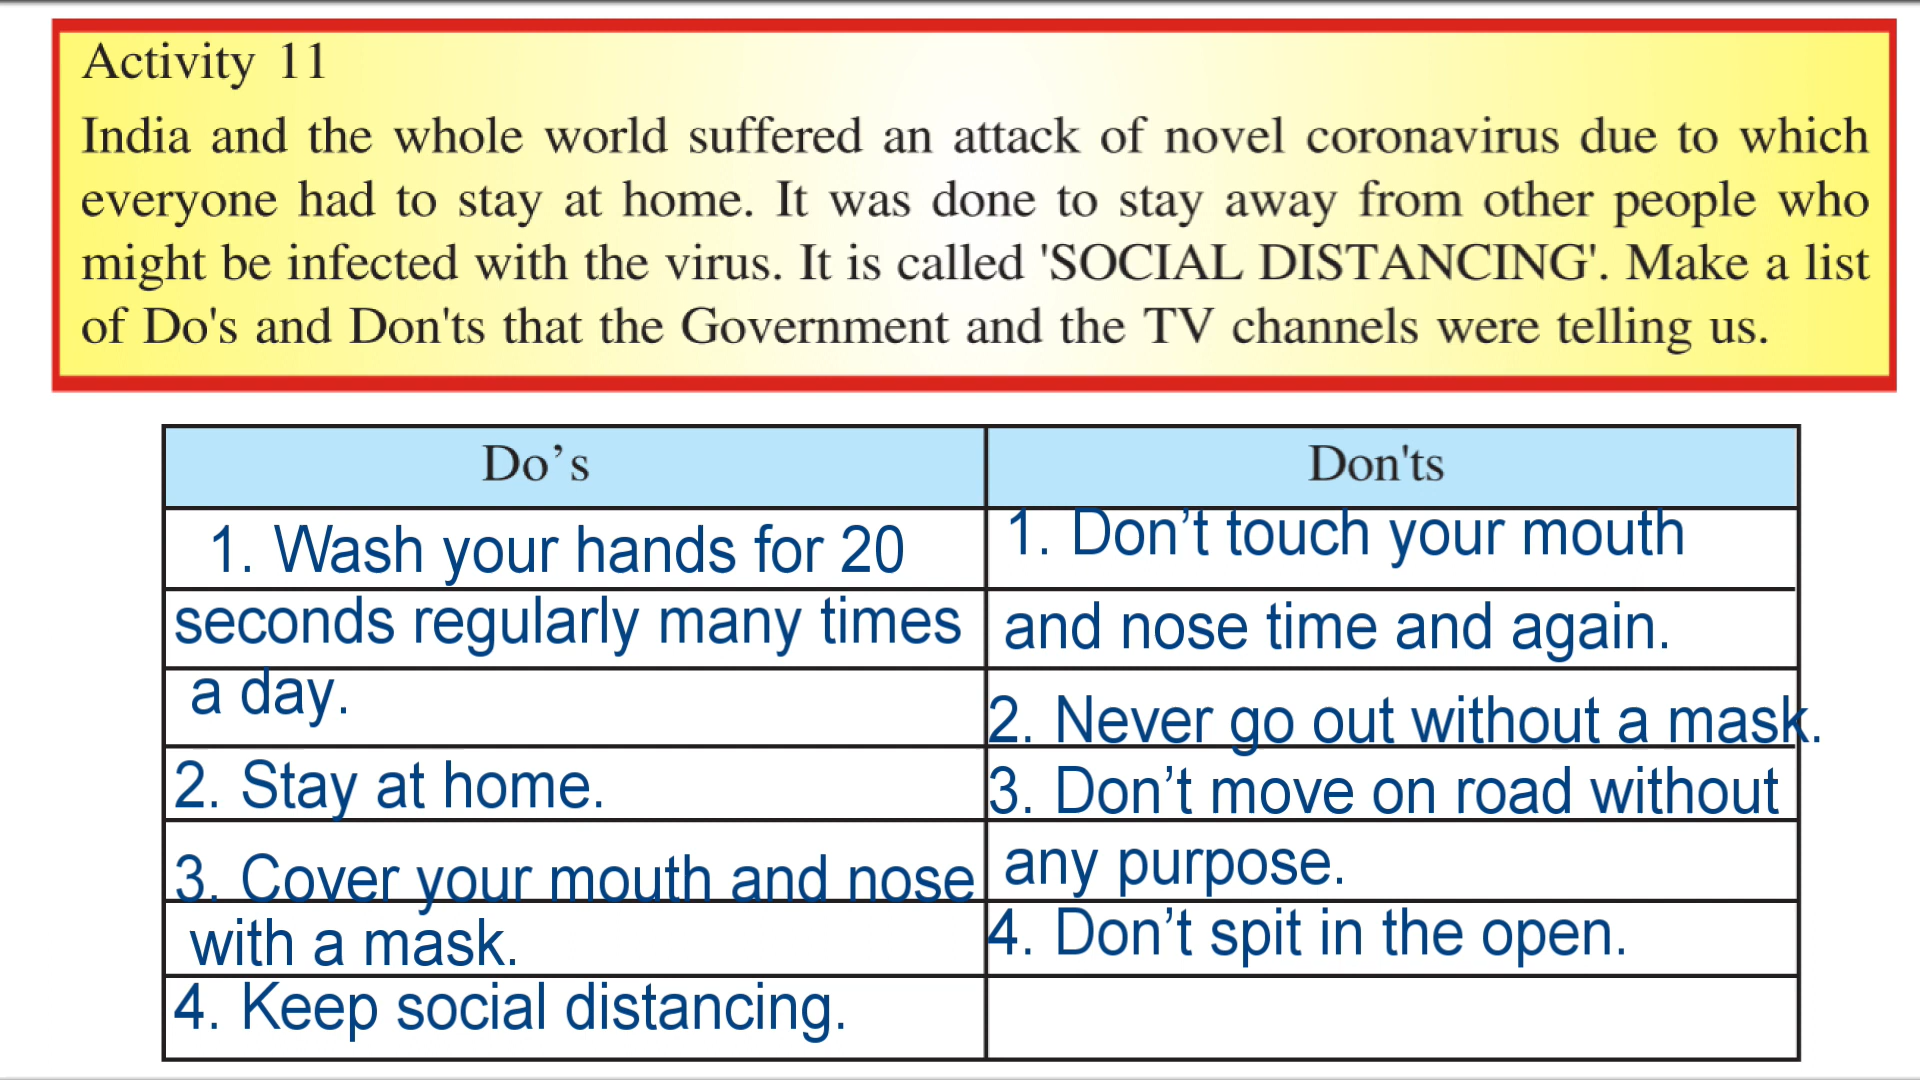 Activity 11
India and the whole world suffered an attack of novel coronavirus due to which
everyone had to stay at home. It was done to stay away from other people who
might be infected with the virus. It is called 'SOCIAL DISTANCING'. Make a list
of Do's and Don'ts that the Government and the TV channels were telling us.
Do’s
1. Wash your hands for 20
seconds regularly many times
a day.
2. Stay at home.
3. Cover your mouth and nose
with a mask.
4. Keep social distancing.
Don'ts
1. Don’t touch your mouth
and nose time and again.
2. Never go out without a mask.
3. Don’t move on road without
any purpose.
4. Don’t spit in the open.